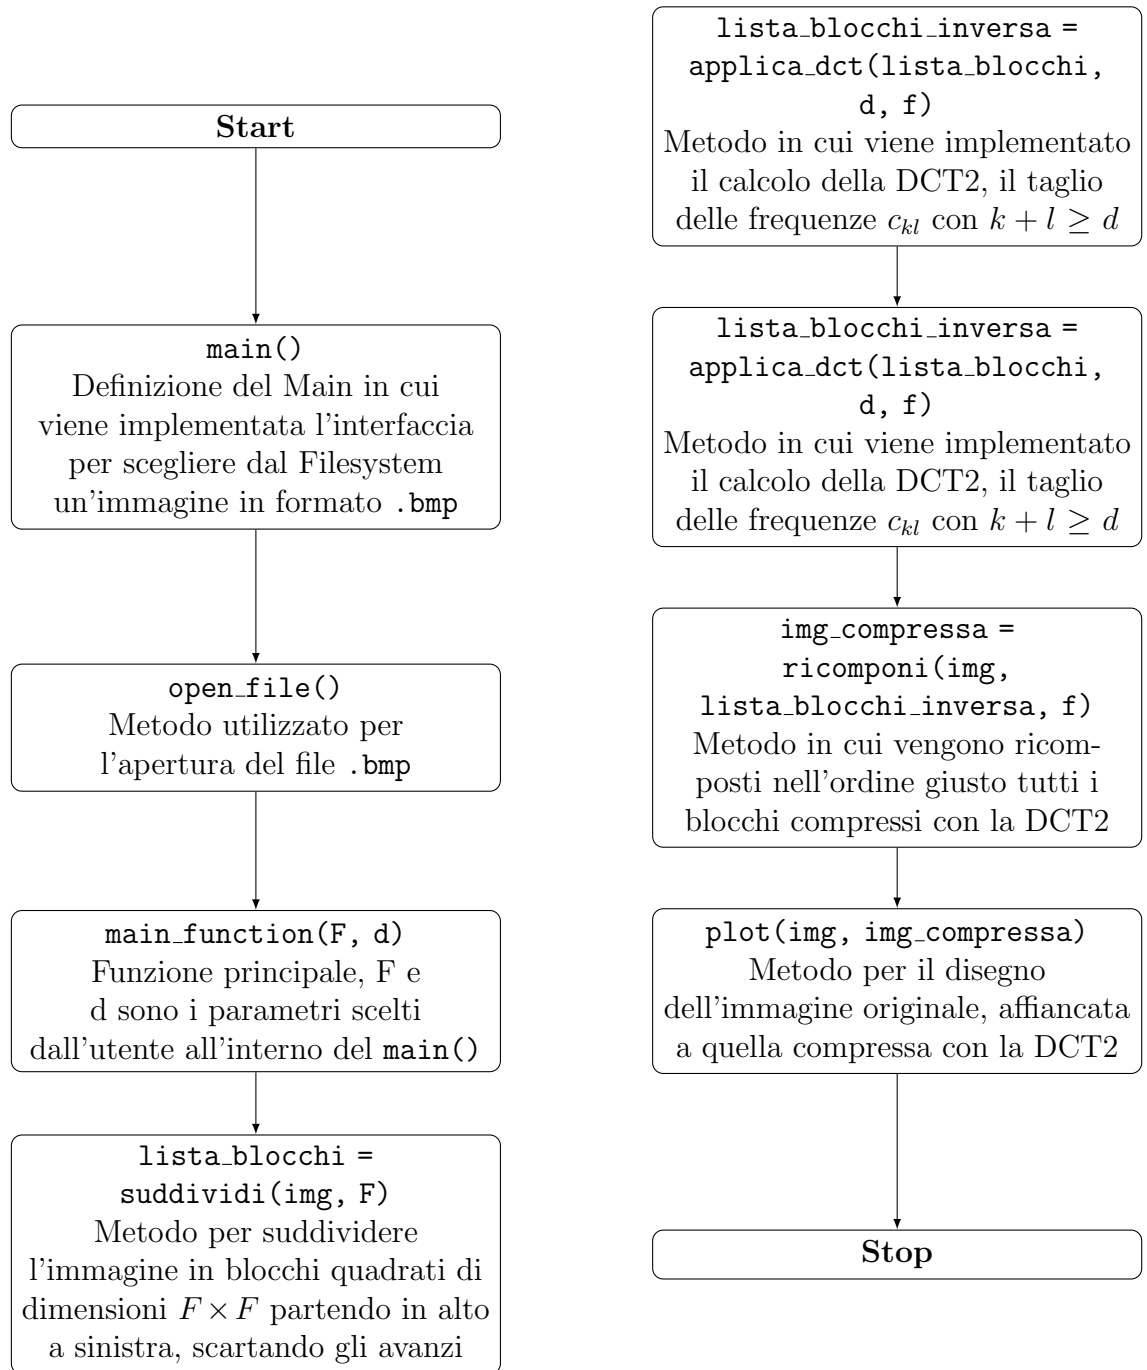 Start
main()
Definizione del Main in cui
viene implementata l'interfaccia
per scegliere dal Filesystem
un'immagine in formato .bmp
open_file()
Metodo utilizzato per
l'apertura del file .bmp
main_function(F, d)
Funzione principale, F e
d sono i parametri scelti
dall'utente all'interno del main()
lista_blocchi =
suddividi(img, F)
Metodo per suddividere
l'immagine in blocchi quadrati di
dimensioni F × F partendo in alto
a sinistra, scartando gli avanzi
lista_blocchi_inversa =
applica_dct(lista_blocchi,
d, f)
Metodo in cui viene implementato
il calcolo della DCT2, il taglio
delle frequenze c_{kl} con k + l ≥ d
lista_blocchi_inversa =
applica_dct(lista_blocchi,
d, f)
Metodo in cui viene implementato
il calcolo della DCT2, il taglio
delle frequenze c_{kl} con k + l ≥ d
img_compressa =
ricomponi(img,
lista_blocchi_inversa, f)
Metodo in cui vengono ricom-
posti nell'ordine giusto tutti i
blocchi compressi con la DCT2
plot(img, img_compressa)
Metodo per il disegno
dell'immagine originale, affiancata
a quella compressa con la DCT2
Stop